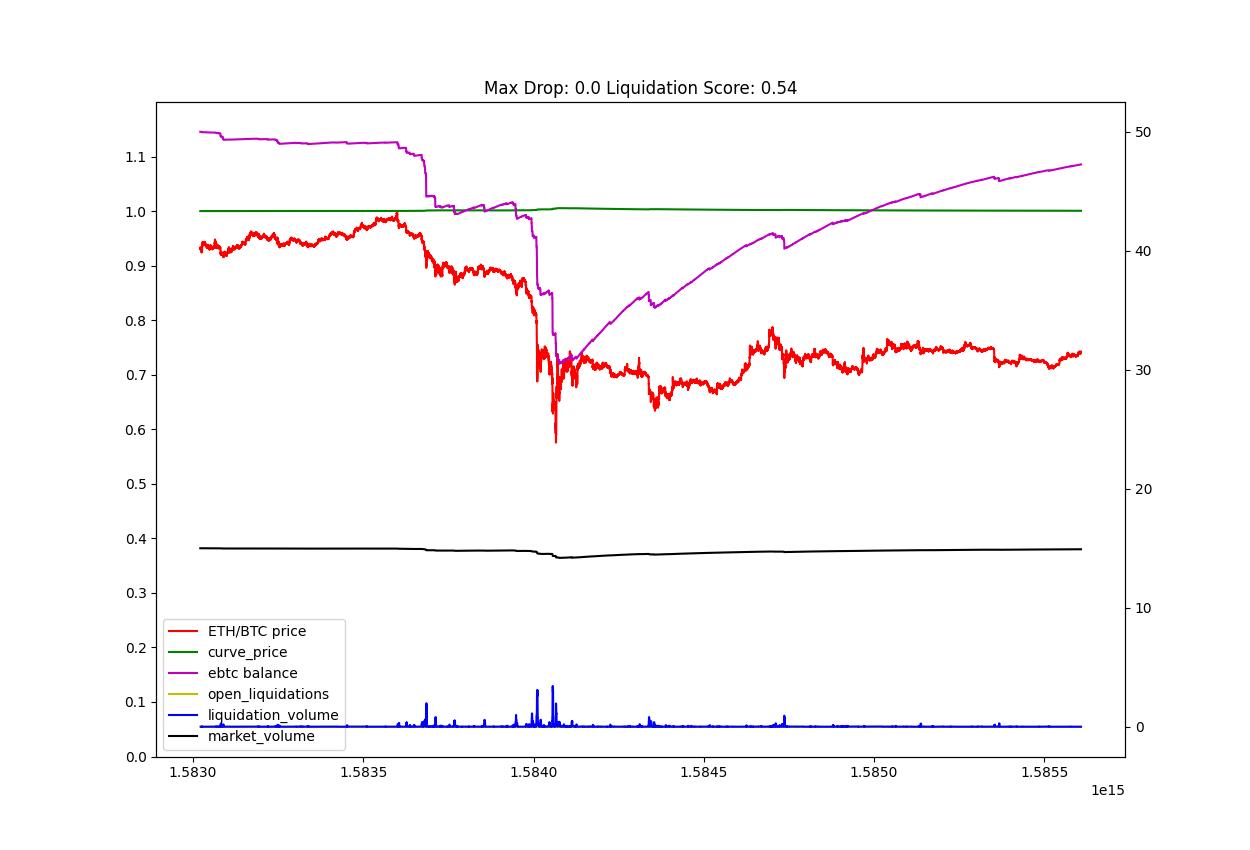 Max Drop: 0.0 Liquidation Score: 0.54
1.1
1.0
0.9
0.8
0.7
0.6
0.5
0.4
0.3
0.2
0.1
0.0
50
40
30
20
10
0
ETH/BTC price
curve_price
ebtc balance
open_liquidations
liquidation_volume
market_volume
1.5830 1.5835 1.5840 1.5845 1.5850 1.5855
1e15